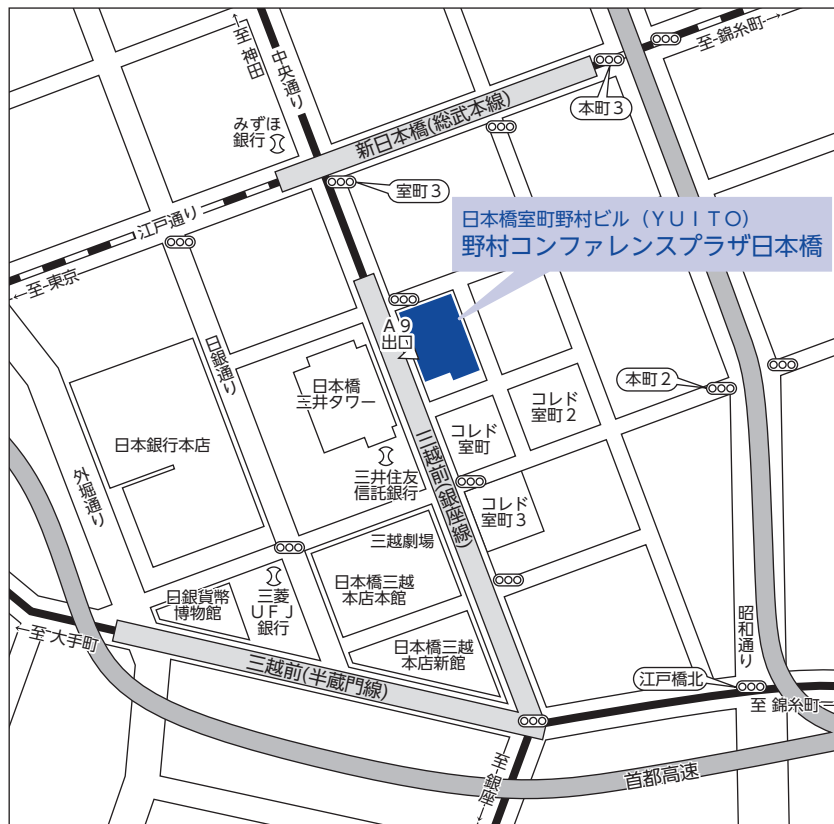 ←至 神田
中央通り
至 錦糸町→
本町3
みずほ
銀行
新日本橋(総武本線)
室町3
江戸通り
←至 東京
日本橋室町野村ビル（ＹＵＩＴＯ）
野村コンファレンスプラザ日本橋
A9
出口
日銀通り
日本橋
三井タワー
コレド
室町2
本町2
コレド
室町
日本銀行本店
三井住友
信託銀行
三越前(銀座線)
外堀通り
コレド
室町3
三越劇場
日本橋三越
本店本館
日銀貨幣
博物館
三菱
ＵＦＪ
銀行
日本橋三越
本店新館
昭和通り
←至 大手町
三越前(半蔵門線)
江戸橋北
至 錦糸町→
至 銀座→
首都高速